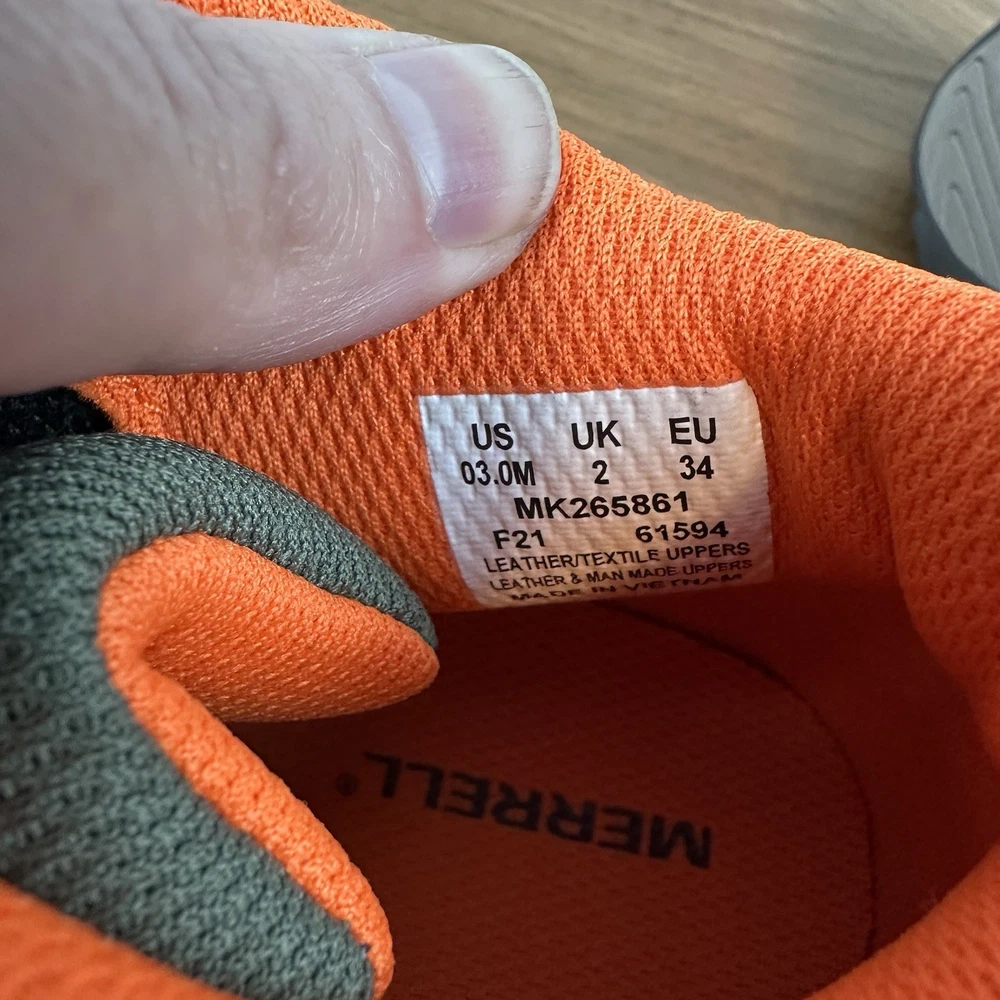 US UK EU
03.0M 2 34
MK265861
F21 61594
LEATHER/TEXTILE UPPERS
LEATHER & MAN MADE UPPERS
MADE IN VIETNAM
MERRELL®